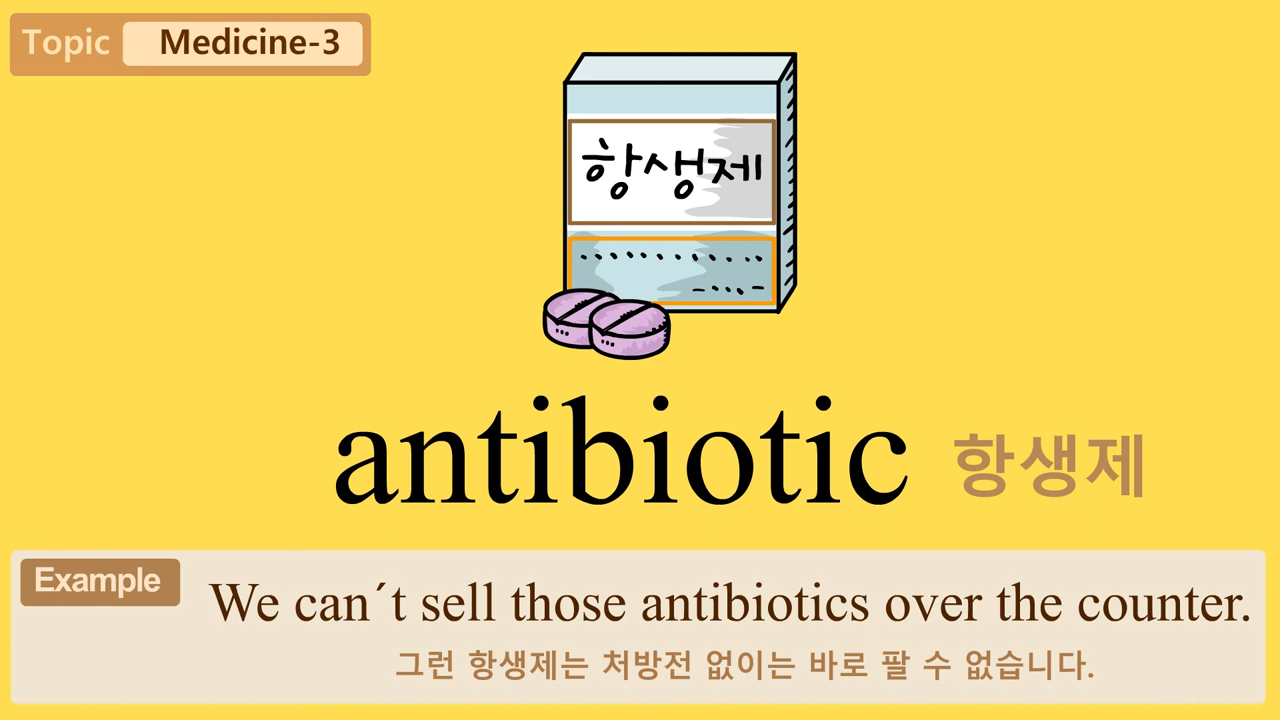 Topic Medicine-3
항생제
antibiotic 항생제
Example
We can´t sell those antibiotics over the counter.
그런 항생제는 처방전 없이는 바로 팔 수 없습니다.